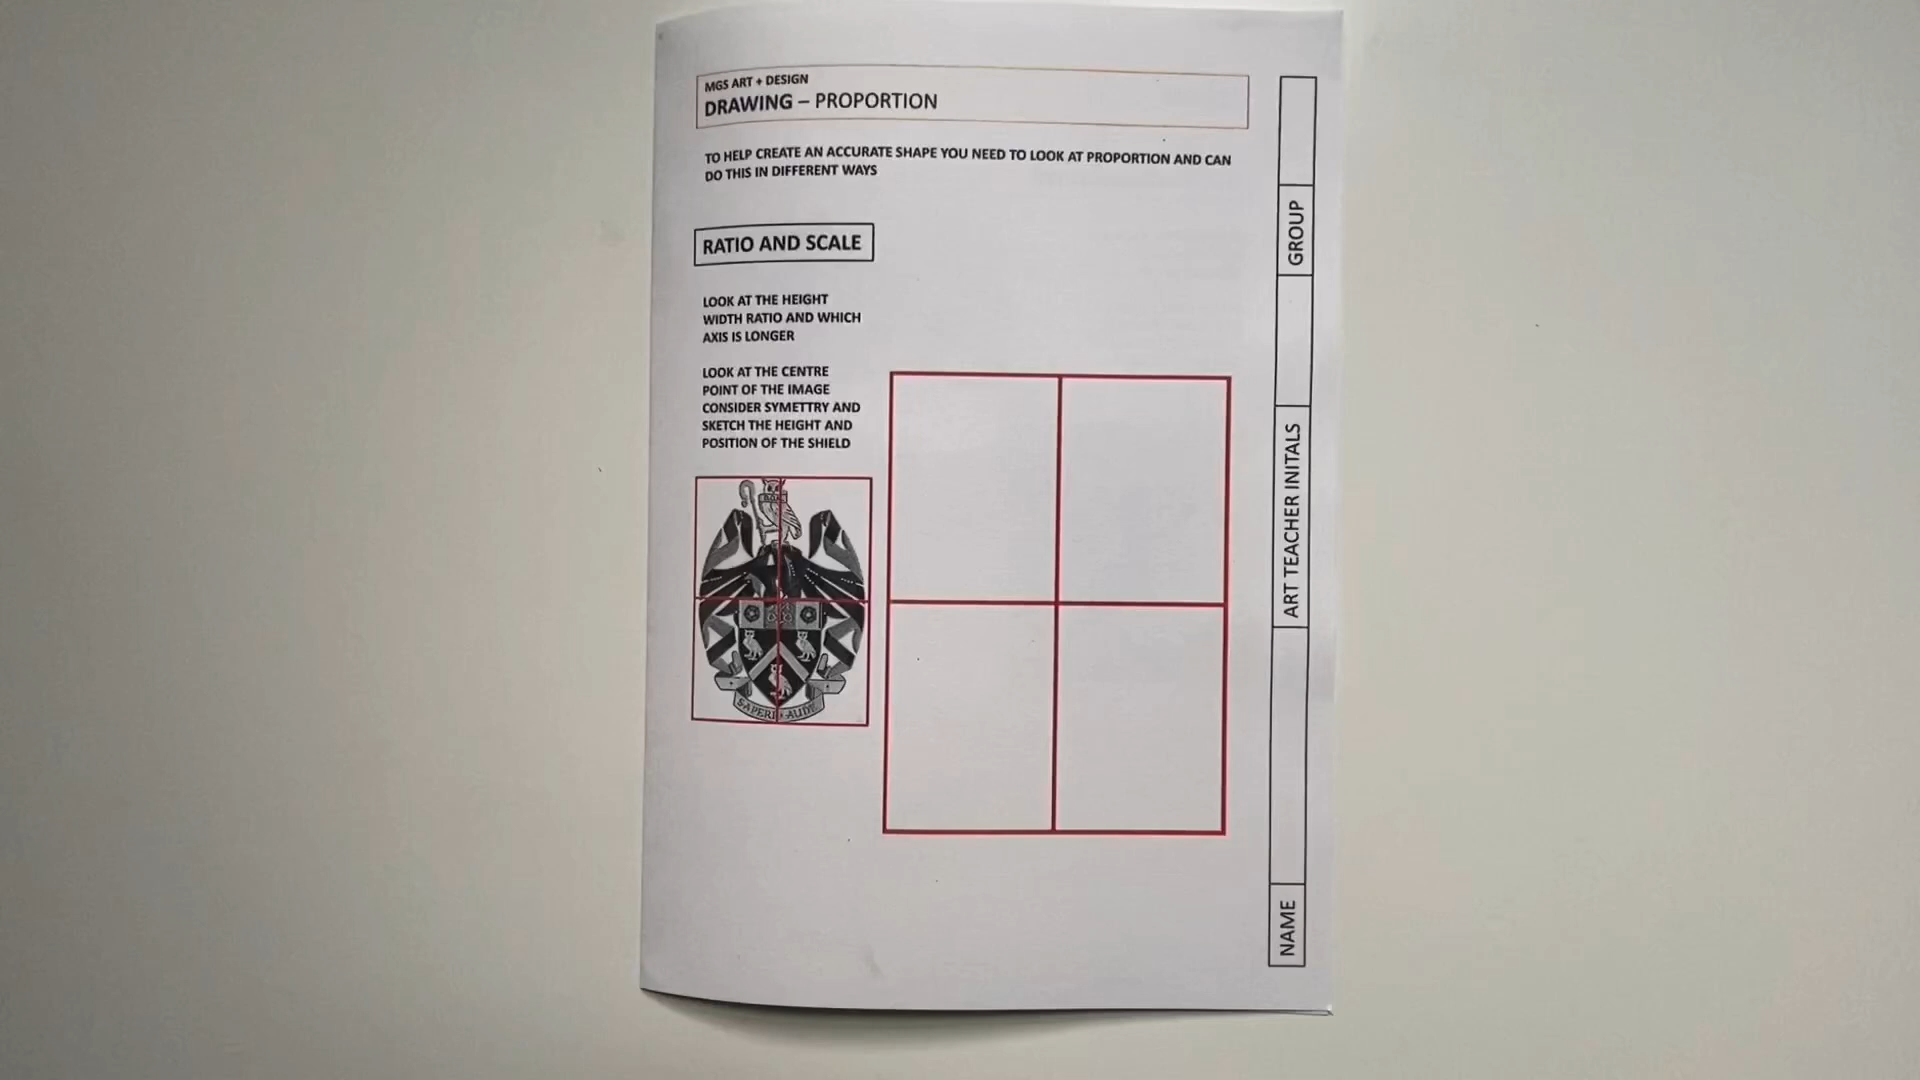 MGS ART + DESIGN
DRAWING – PROPORTION
TO HELP CREATE AN ACCURATE SHAPE YOU NEED TO LOOK AT PROPORTION AND CAN
DO THIS IN DIFFERENT WAYS
RATIO AND SCALE
LOOK AT THE HEIGHT
WIDTH RATIO AND WHICH
AXIS IS LONGER
LOOK AT THE CENTRE
POINT OF THE IMAGE
CONSIDER SYMETTRY AND
SKETCH THE HEIGHT AND
POSITION OF THE SHIELD
SAPERE AUDE
GROUP
ART TEACHER INITALS
NAME